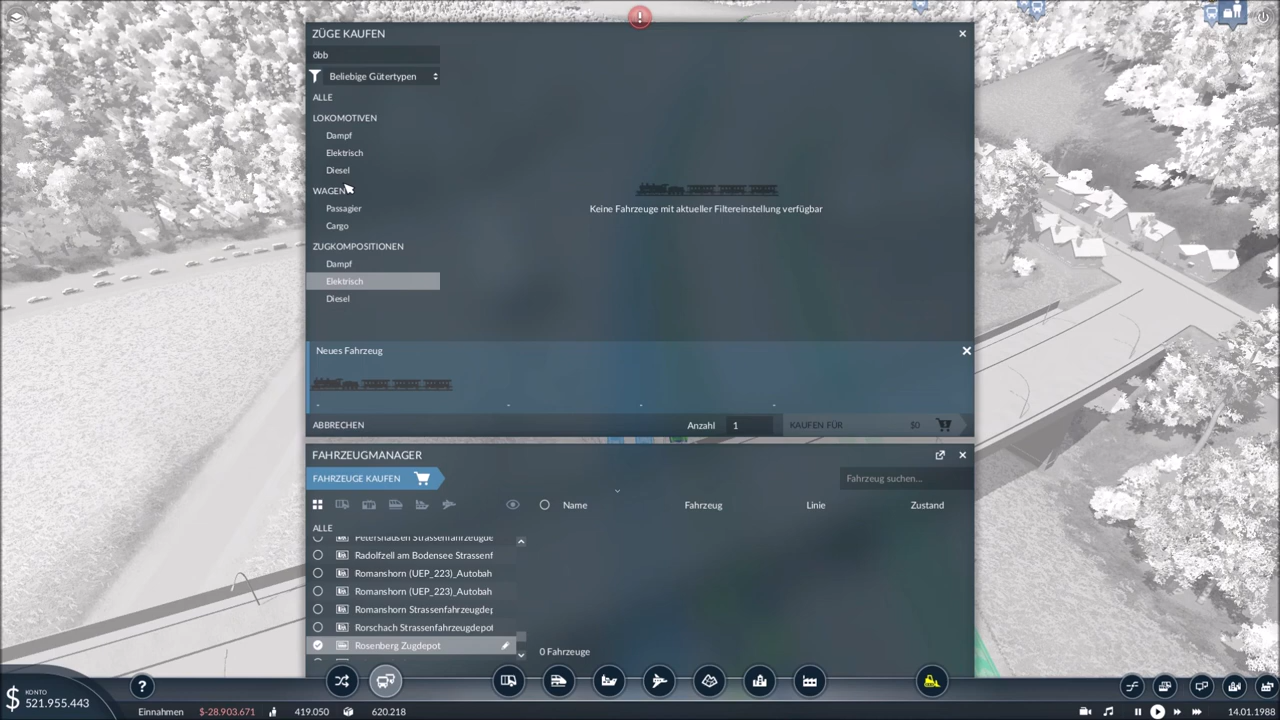 ZÜGE KAUFEN
öbb
Beliebige Gütertypen
ALLE
LOKOMOTIVEN
Dampf
Elektrisch
Diesel
WAGEN
Passagier
Cargo
ZUGKOMPOSITIONEN
Dampf
Elektrisch
Diesel
Keine Fahrzeuge mit aktueller Filtereinstellung verfügbar
Neues Fahrzeug
- - - -
ABBRECHEN
Anzahl 1
KAUFEN FÜR $0
FAHRZEUGMANAGER
FAHRZEUGE KAUFEN
Fahrzeug suchen...
Name Fahrzeug Linie Zustand
ALLE
Petershausen Strassenfahrzeugde
Radolfzell am Bodensee Strassenf
Romanshorn (UEP_223)_Autobah
Romanshorn (UEP_223)_Autobah
Romanshorn Strassenfahrzeugdep
Rorschach Strassenfahrzeugdepot
Rosenberg Zugdepot
0 Fahrzeuge
$ KONTO
521.955.443
?
Einnahmen $-28.903.671 419.050 620.218
14.01.1988